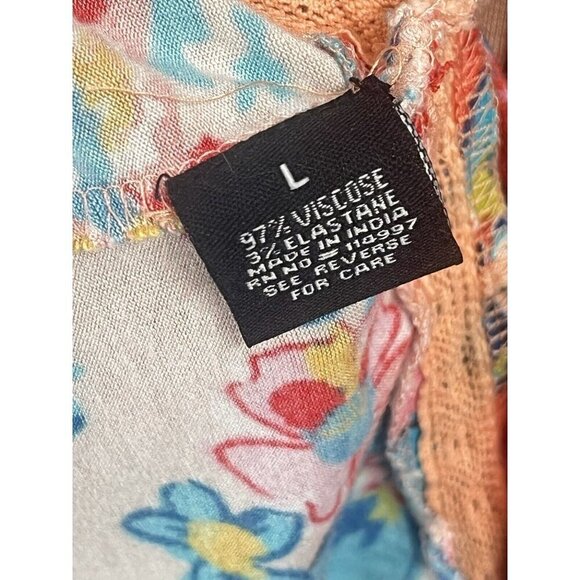 L
97% VISCOSE
3% ELASTANE
MADE IN INDIA
RN NO = 114997
SEE REVERSE
FOR CARE